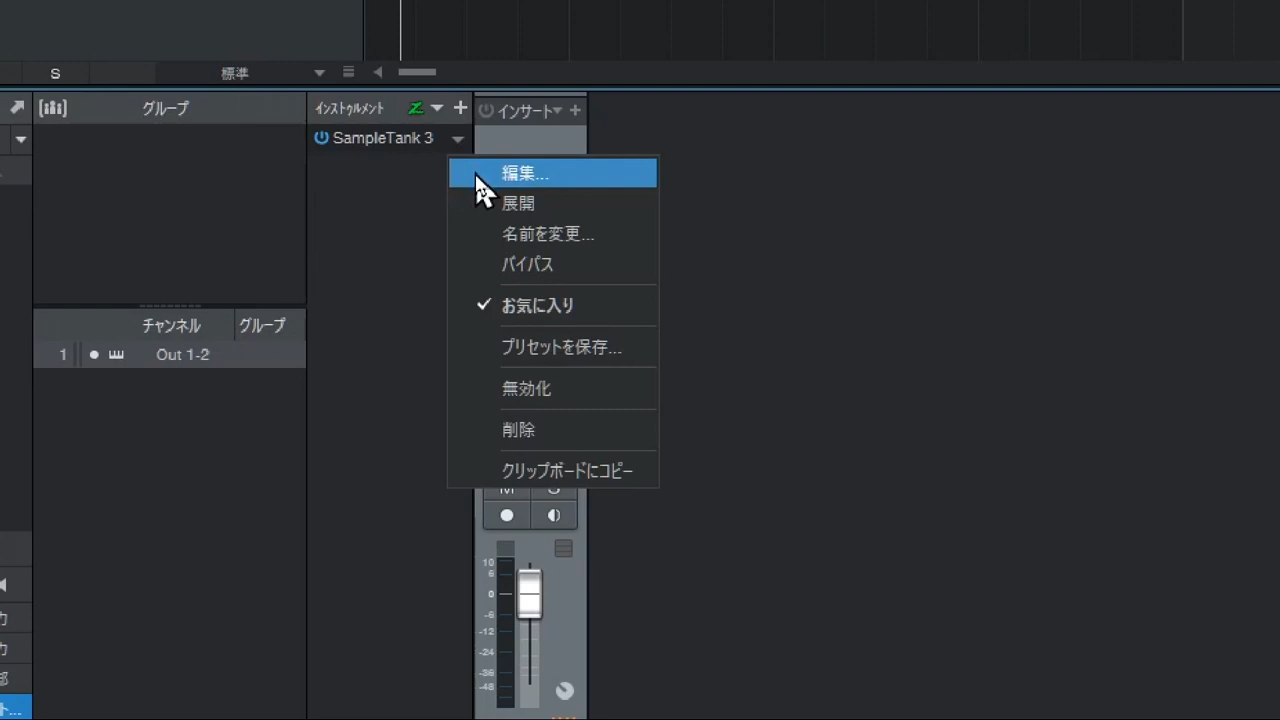 S
標準
グループ
インストゥルメント
インサート
SampleTank 3
編集...
展開
名前を変更...
バイパス
お気に入り
プリセットを保存...
無効化
削除
クリップボードにコピー
チャンネル
グループ
1
Out 1-2
M S
10
6
0
-6
-12
-24
-36
-48
カ
カ
部
ト...